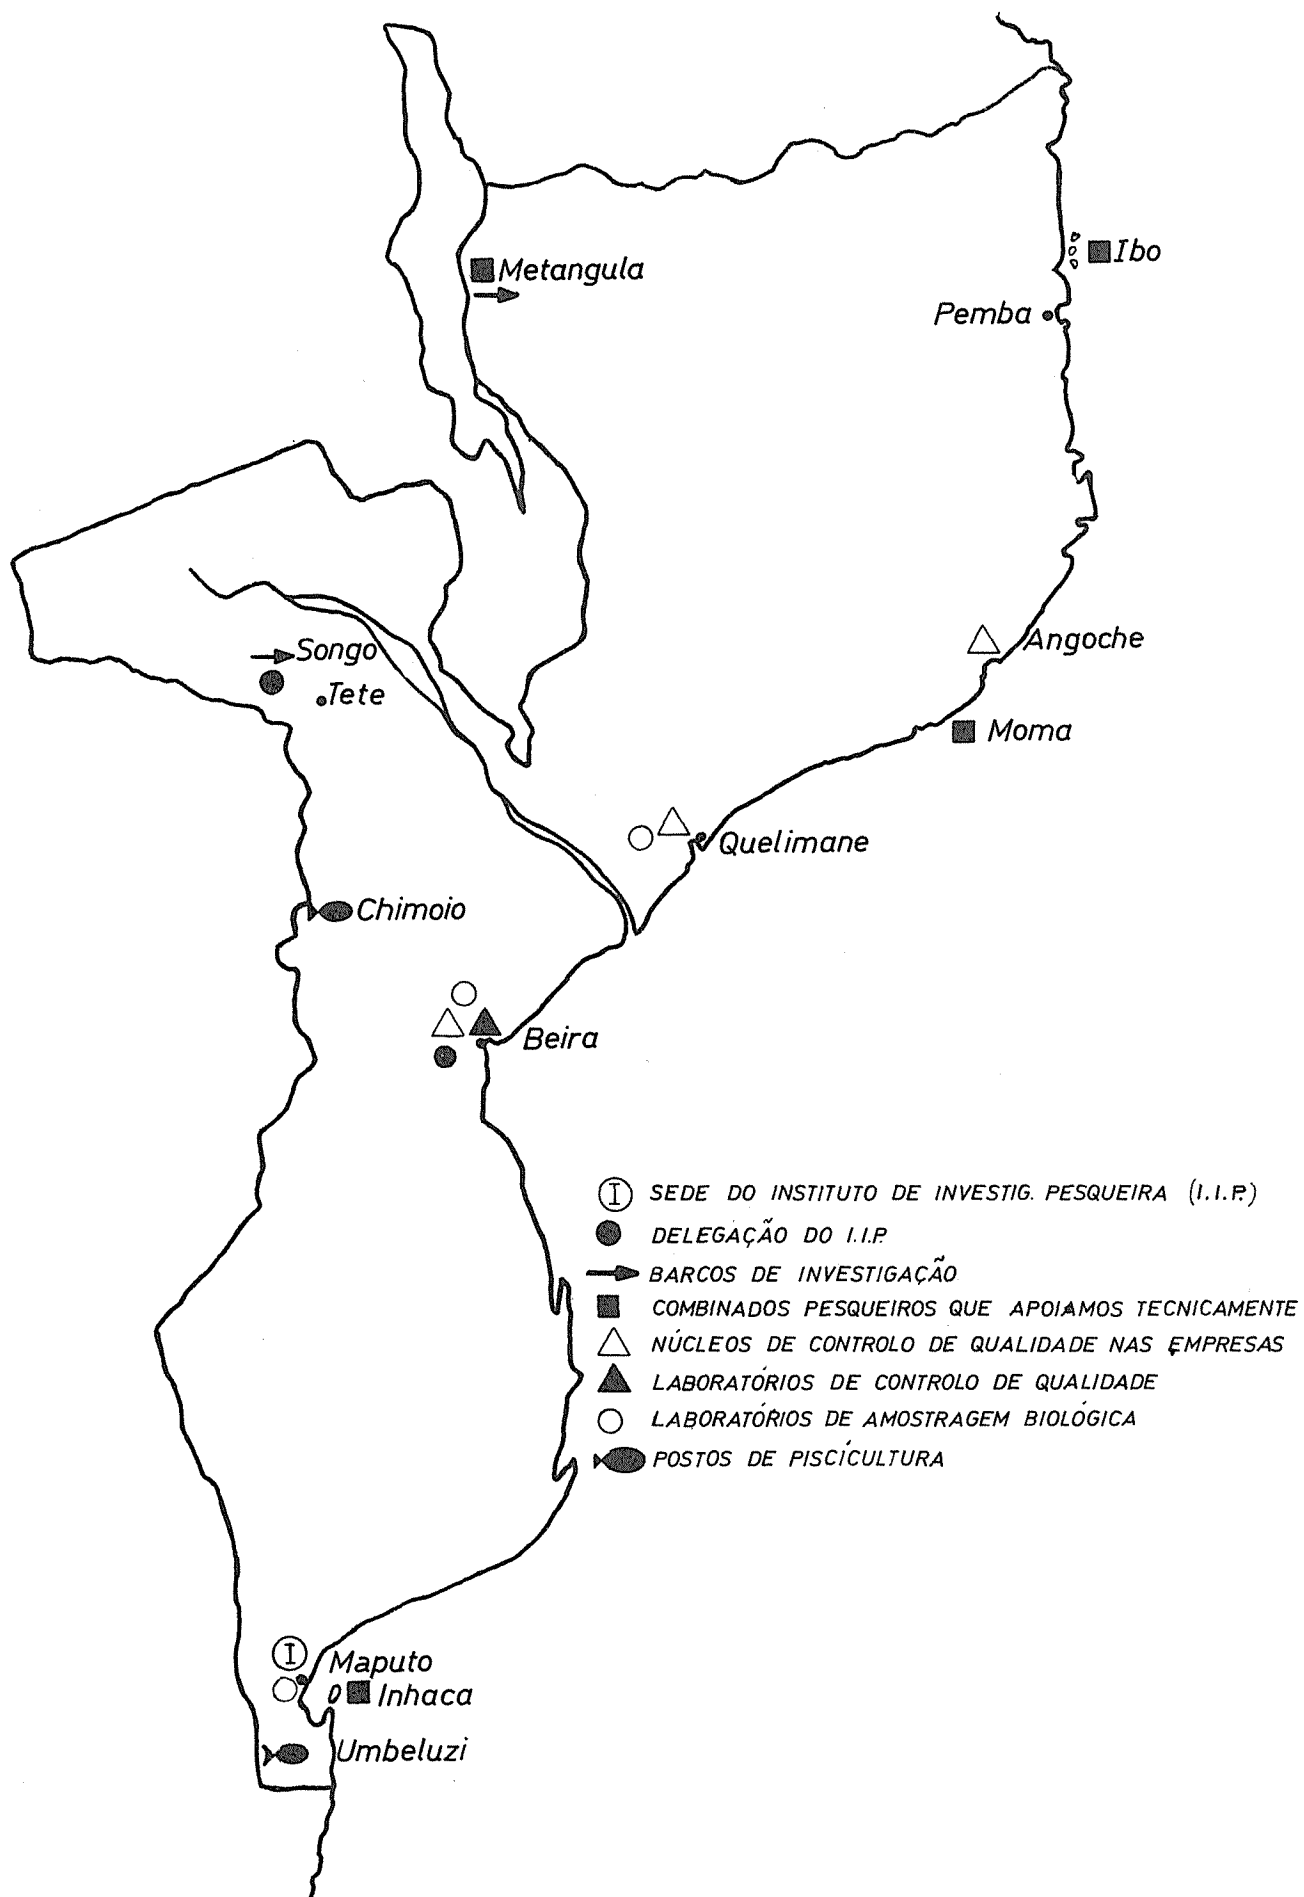 Ibo
Metangula
Pemba
Angoche
Songo
Tete
Moma
Quelimane
Chimoio
Beira
I SEDE DO INSTITUTO DE INVESTIG. PESQUEIRA (I.I.P.)
DELEGAÇÃO DO I.I.P.
BARCOS DE INVESTIGAÇÃO
COMBINADOS PESQUEIROS QUE APOIAMOS TECNICAMENTE
NÚCLEOS DE CONTROLO DE QUALIDADE NAS EMPRESAS
LABORATÓRIOS DE CONTROLO DE QUALIDADE
LABORATÓRIOS DE AMOSTRAGEM BIOLÓGICA
POSTOS DE PISCÍCULTURA
I
Maputo
Inhaca
Umbeluzi